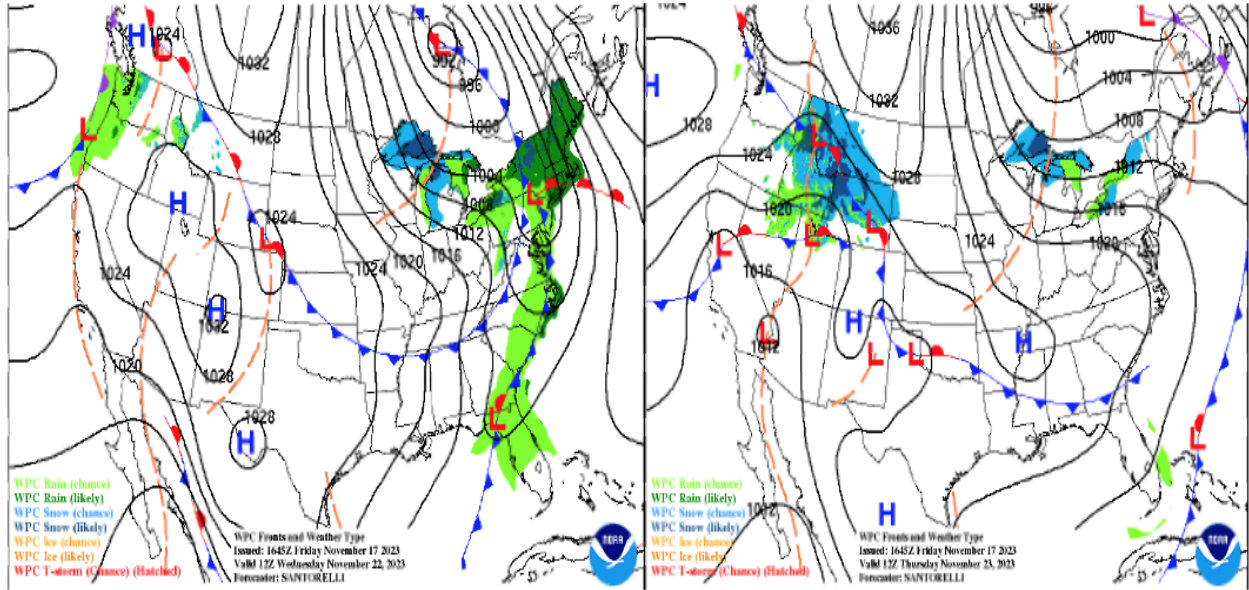 H
1024
L
1032
L
992
996
1028
1000
L
1004
L
H
1008
1024
L
1012
1024
1024
1020
1016
H
1032
1020
1028
1028
L
H
WPC Rain (chance)
WPC Rain (likely)
WPC Snow (chance)
WPC Snow (likely)
WPC Ice (chance)
WPC Ice (likely)
WPC T-storm (Chance) (Hatched)
WPC Fronts and Weather Type
Issued: 1645Z Friday November 17 2023
Valid 12Z Wednesday November 22, 2023
Forecaster: SANTORELLI
NOAA
1024
1036
L
1000
H
1004
1032
1028
1008
L
1024
1012
1028
1020
L
1016
L
L
1024
1020
1016
H
L
1012
L
L
H
L
1012
H
WPC Rain (chance)
WPC Rain (likely)
WPC Snow (chance)
WPC Snow (likely)
WPC Ice (chance)
WPC Ice (likely)
WPC T-storm (Chance) (Hatched)
WPC Fronts and Weather Type
Issued: 1645Z Friday November 17 2023
Valid 12Z Thursday November 23, 2023
Forecaster: SANTORELLI
NOAA